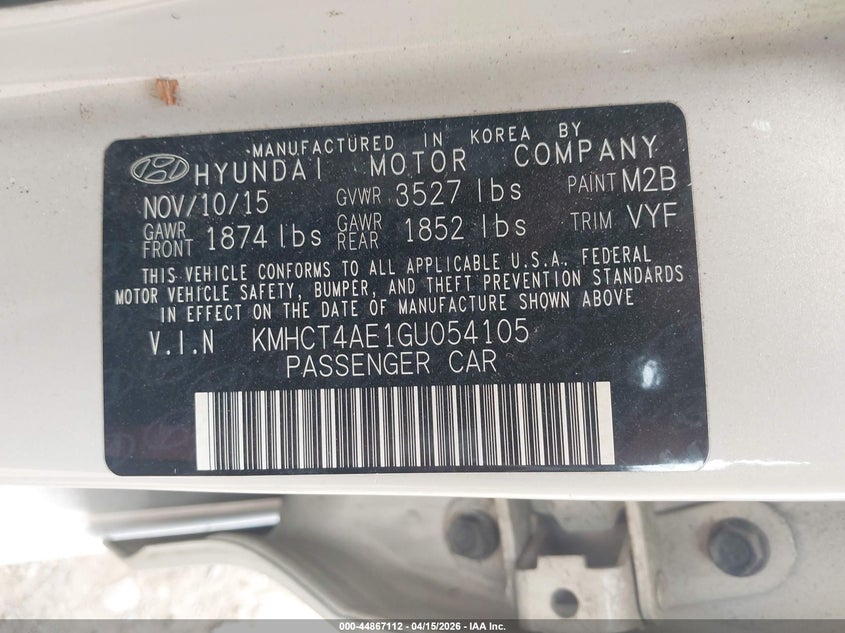 MANUFACTURED IN KOREA BY
HYUNDAI MOTOR COMPANY
NOV/10/15 GVWR 3527 lbs PAINT M2B
GAWR FRONT 1874 lbs GAWR REAR 1852 lbs TRIM VYF
THIS VEHICLE CONFORMS TO ALL APPLICABLE U.S.A. FEDERAL
MOTOR VEHICLE SAFETY, BUMPER, AND THEFT PREVENTION STANDARDS
IN EFFECT ON THE DATE OF MANUFACTURE SHOWN ABOVE
V.I.N KMHCT4AE1GU054105
PASSENGER CAR
000-44867112 - 04/15/2026 - IAA Inc.